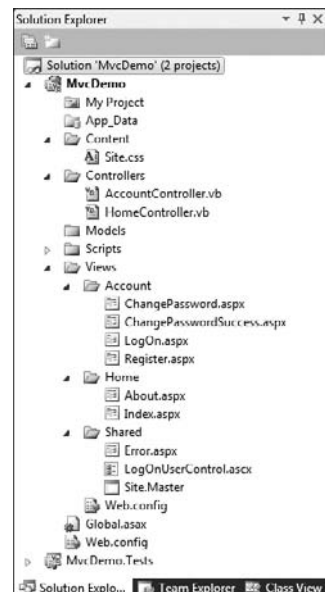 Solution Explorer
Solution 'MvcDemo' (2 projects)
MvcDemo
My Project
App_Data
Content
Site.css
Controllers
AccountController.vb
HomeController.vb
Models
Scripts
Views
Account
ChangePassword.aspx
ChangePasswordSuccess.aspx
LogOn.aspx
Register.aspx
Home
About.aspx
Index.aspx
Shared
Error.aspx
LogOnUserControl.ascx
Site.Master
Web.config
Global.asax
Web.config
MvcDemo.Tests
Solution Explo... Team Explorer Class View